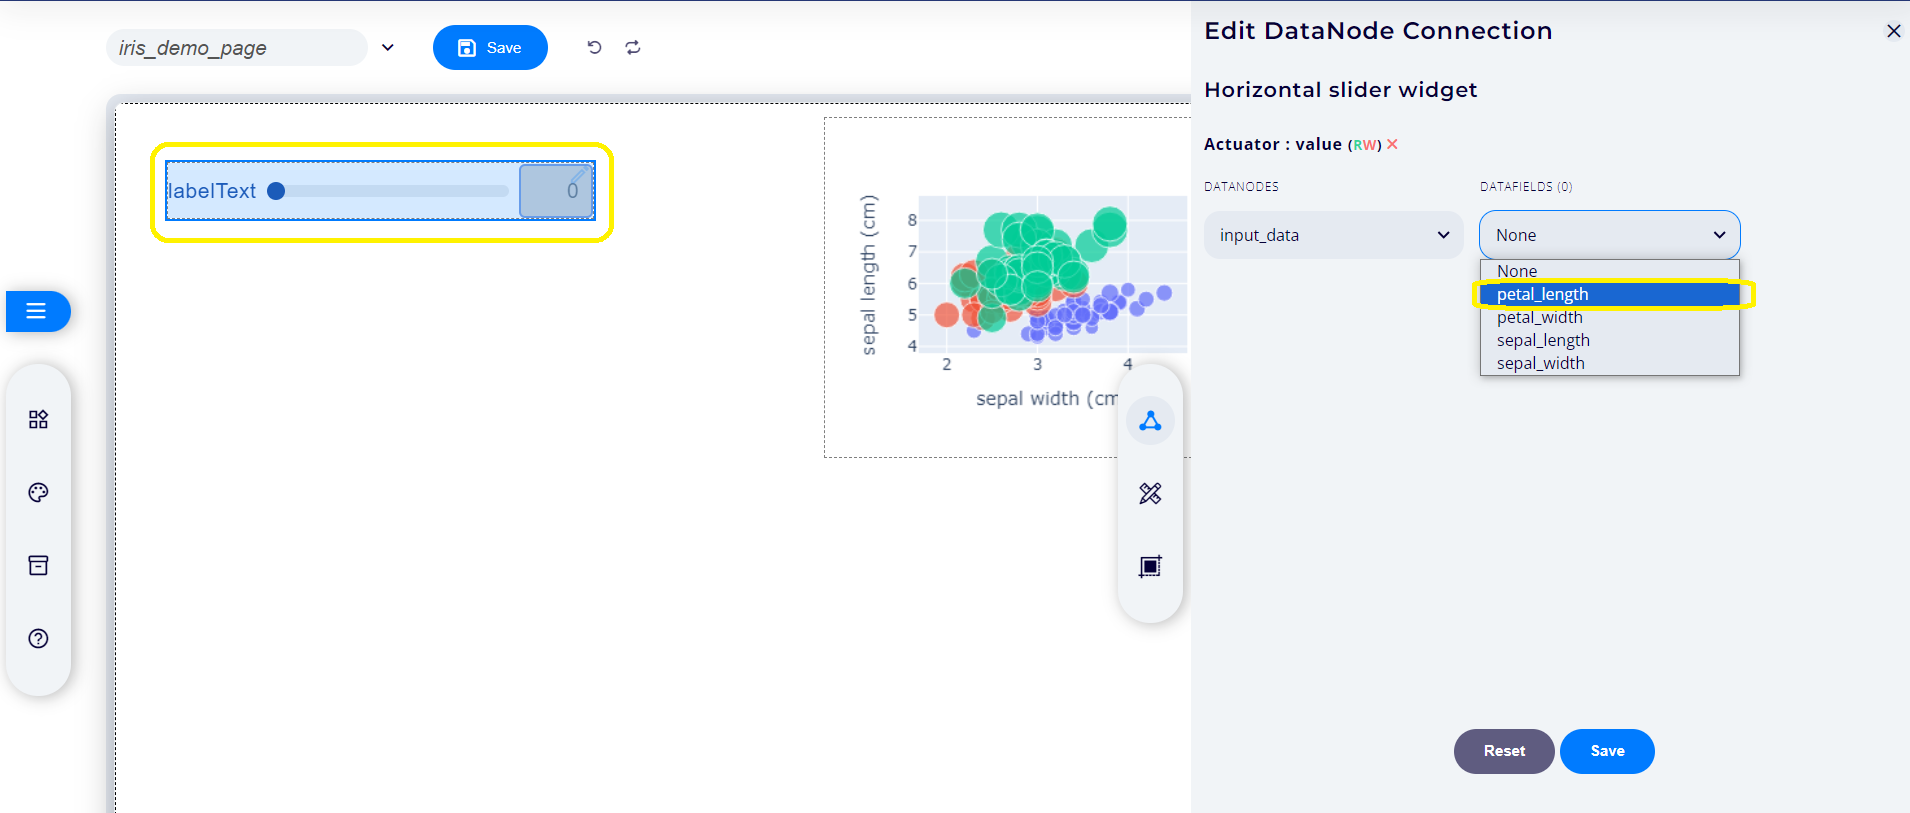 iris_demo_page
Save
labelText
0
sepal length (cm)
8
7
6
5
4
2
3
4
sepal width (cm
Edit DataNode Connection
Horizontal slider widget
Actuator : value (RW)
DATANODES
DATAFIELDS (0)
input_data
None
None
petal_length
petal_width
sepal_length
sepal_width
Reset
Save